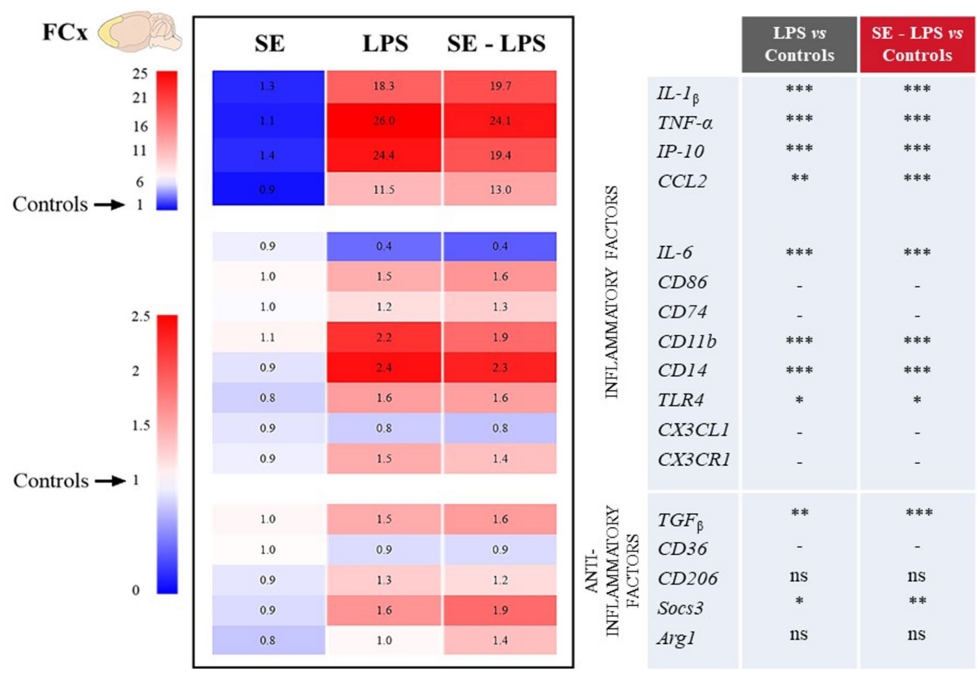 FCx
SE LPS SE - LPS
LPS vs Controls
SE - LPS vs Controls
25
21
16
11
6
Controls 1
1.3 18.3 19.7
1.1 26.0 24.1
1.4 24.4 19.4
0.9 11.5 13.0
INFLAMMATORY FACTORS
IL-1β *** ***
TNF-α *** ***
IP-10 *** ***
CCL2 ** ***
2.5
2
1.5
Controls 1
0
0.9 0.4 0.4
1.0 1.5 1.6
1.0 1.2 1.3
1.1 2.2 1.9
0.9 2.4 2.3
0.8 1.6 1.6
0.9 0.8 0.8
0.9 1.5 1.4
IL-6 *** ***
CD86 - -
CD74 - -
CD11b *** ***
CD14 *** ***
TLR4 * *
CX3CL1 - -
CX3CR1 - -
1.0 1.5 1.6
1.0 0.9 0.9
0.9 1.3 1.2
0.9 1.6 1.9
0.8 1.0 1.4
ANTI-
INFLAMMATORY
FACTORS
TGFβ ** ***
CD36 - -
CD206 ns ns
Socs3 * **
Arg1 ns ns